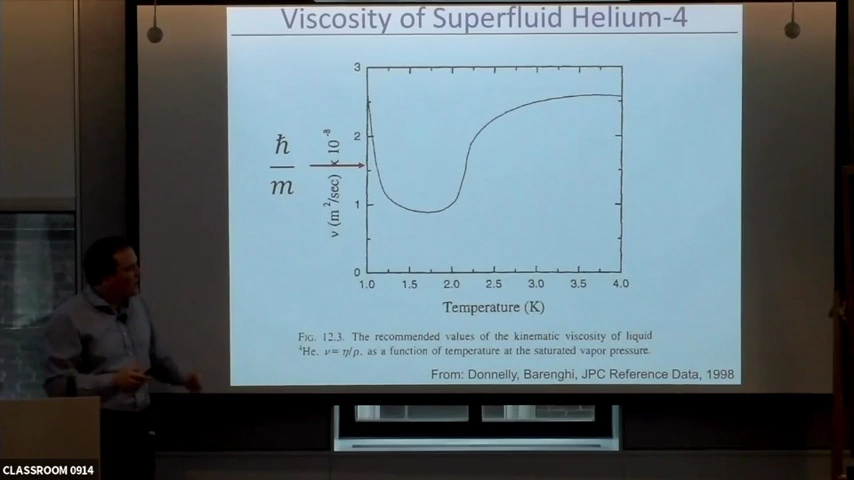 Viscosity of Superfluid Helium-4
3
2
1
0
ħ
m
ν (m²/sec) × 10⁻⁸
1.0 1.5 2.0 2.5 3.0 3.5 4.0
Temperature (K)
FIG. 12.3. The recommended values of the kinematic viscosity of liquid
⁴He, ν = η/ρ, as a function of temperature at the saturated vapor pressure.
From: Donnelly, Barenghi, JPC Reference Data, 1998
CLASSROOM 0914